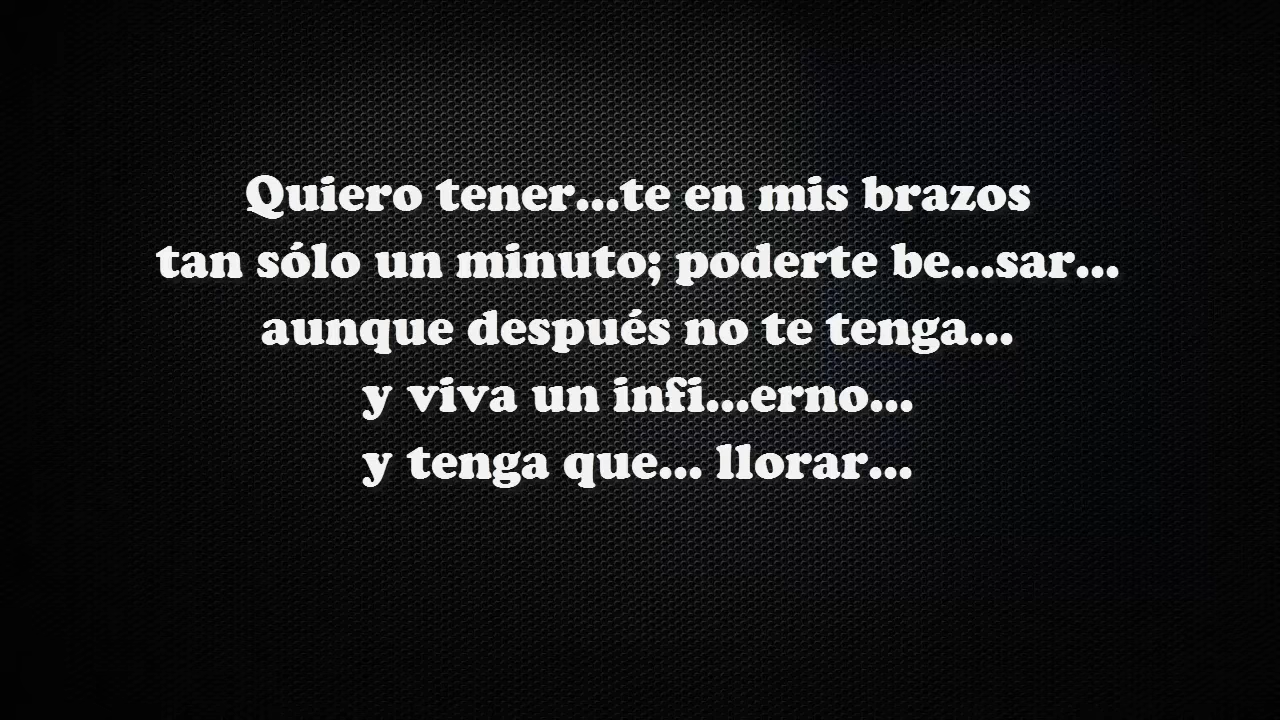 Quiero tener...te en mis brazos
tan sólo un minuto; poderte be...sar...
aunque después no te tenga...
y viva un infi...erno...
y tenga que... llorar...